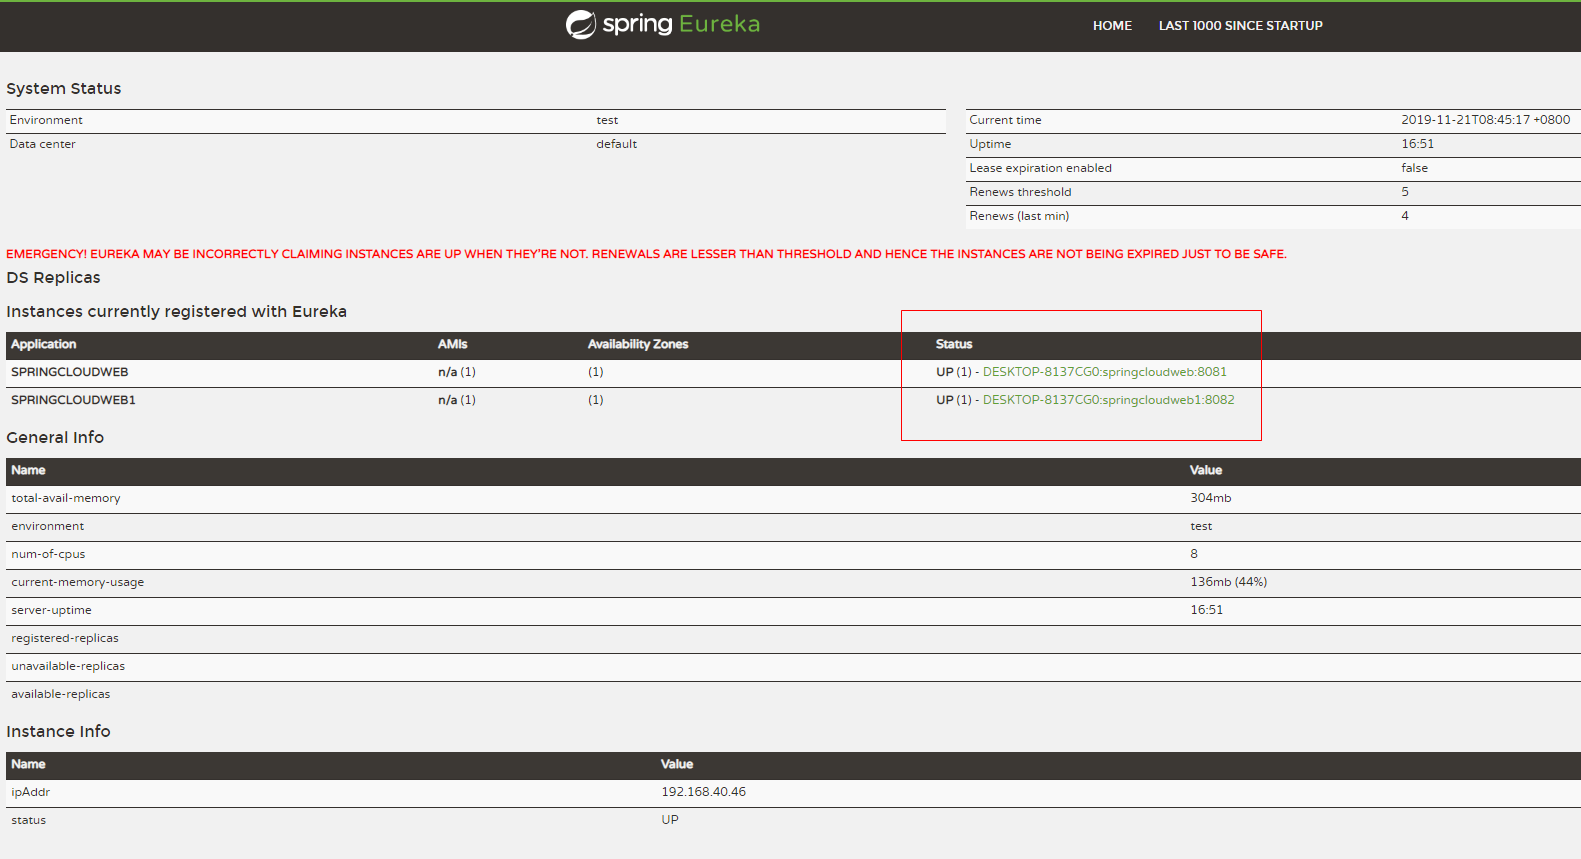 spring Eureka
HOME LAST 1000 SINCE STARTUP
System Status
Environment test
Data center default
Current time 2019-11-21T08:45:17 +0800
Uptime 16:51
Lease expiration enabled false
Renews threshold 5
Renews (last min) 4
EMERGENCY! EUREKA MAY BE INCORRECTLY CLAIMING INSTANCES ARE UP WHEN THEY'RE NOT. RENEWALS ARE LESSER THAN THRESHOLD AND HENCE THE INSTANCES ARE NOT BEING EXPIRED JUST TO BE SAFE.
DS Replicas
Instances currently registered with Eureka
Application AMIs Availability Zones Status
SPRINGCLOUDWEB n/a (1) (1) UP (1) - DESKTOP-8137CG0:springcloudweb:8081
SPRINGCLOUDWEB1 n/a (1) (1) UP (1) - DESKTOP-8137CG0:springcloudweb1:8082
General Info
Name Value
total-avail-memory 304mb
environment test
num-of-cpus 8
current-memory-usage 136mb (44%)
server-uptime 16:51
registered-replicas
unavailable-replicas
available-replicas
Instance Info
Name Value
ipAddr 192.168.40.46
status UP